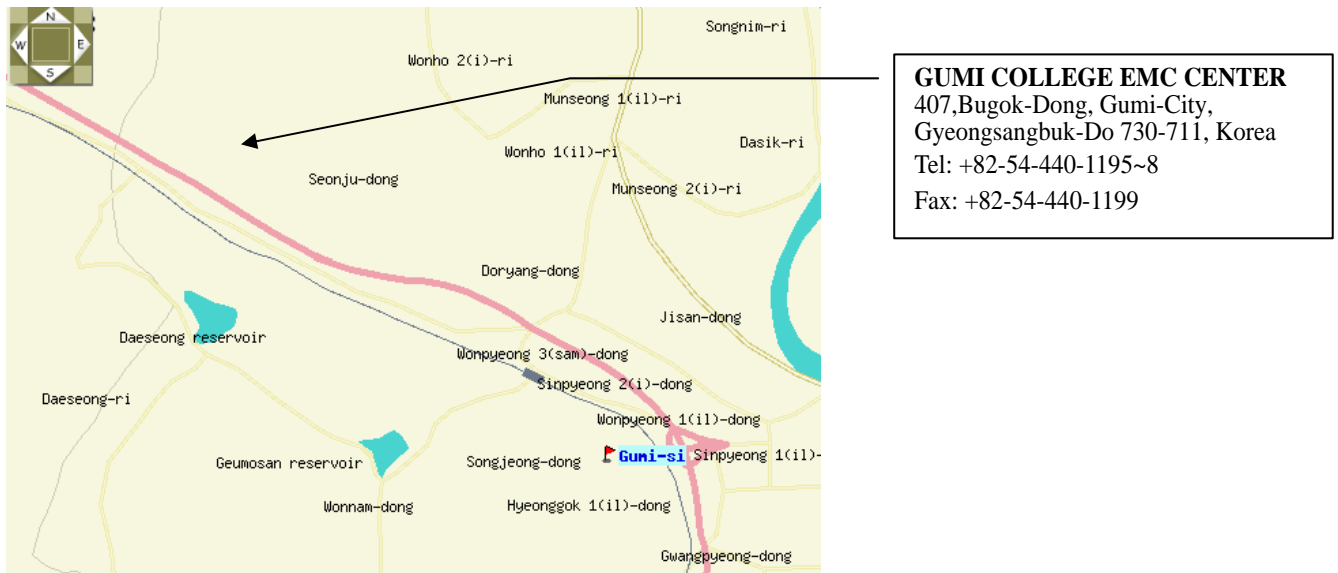 N
W
E
S
Songnim-ri
Wonho 2(i)-ri
Munseong 1(il)-ri
Dasik-ri
Wonho 1(il)-ri
Seonju-dong
Munseong 2(i)-ri
Doryang-dong
Jisan-dong
Daeseong reservoir
Wonpyeong 3(sam)-dong
Sinpyeong 2(i)-dong
Daeseong-ri
Wonpyeong 1(il)-dong
Gumi-si
Sinpyeong 1(il)-
Geumosan reservoir
Songjeong-dong
Wonnam-dong
Hyeonggok 1(il)-dong
Gwangpyeong-dong
GUMI COLLEGE EMC CENTER
407,Bugok-Dong, Gumi-City,
Gyeongsangbuk-Do 730-711, Korea
Tel: +82-54-440-1195~8
Fax: +82-54-440-1199